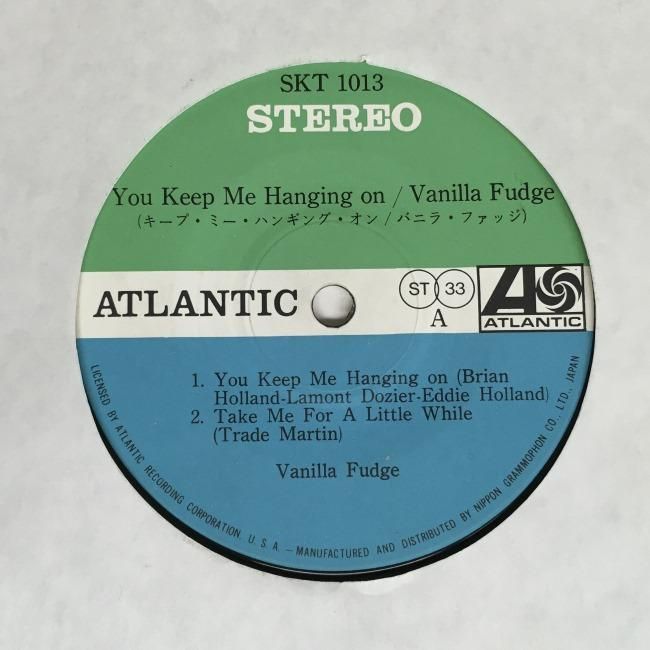 SKT 1013
STEREO
You Keep Me Hanging on / Vanilla Fudge
(キープ・ミー・ハンギング・オン / バニラ・ファッジ)
ATLANTIC
ST 33
A
ATLANTIC
1. You Keep Me Hanging on (Brian
Holland-Lamont Dozier-Eddie Holland)
2. Take Me For A Little While
(Trade Martin)
Vanilla Fudge
LICENSED BY ATLANTIC RECORDING CORPORATION, U. S. A. — MANUFACTURED AND DISTRIBUTED BY NIPPON GRAMMOPHON CO., LTD., JAPAN